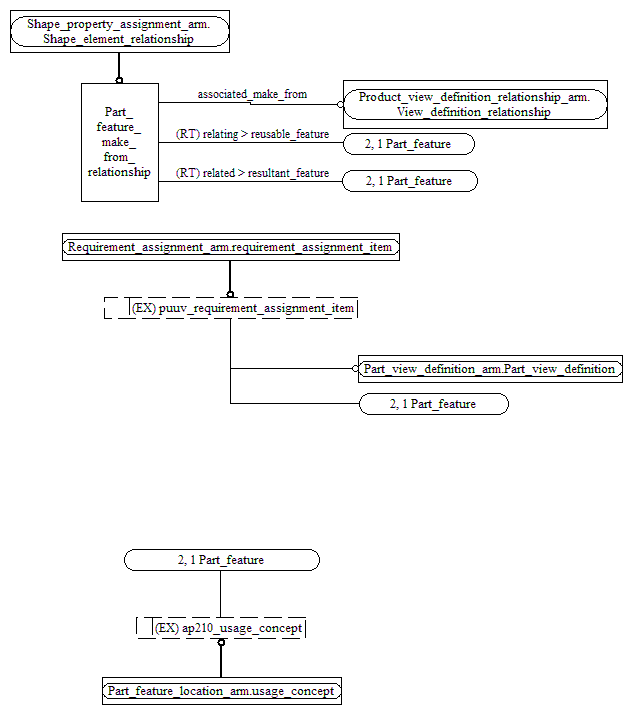 Shape_property_assignment_arm.
Shape_element_relationship
Part_
feature_
make_
from_
relationship
associated_make_from
Product_view_definition_relationship_arm.
View_definition_relationship
(RT) relating > reusable_feature
2, 1 Part_feature
(RT) related > resultant_feature
2, 1 Part_feature
Requirement_assignment_arm.requirement_assignment_item
(EX) puuv_requirement_assignment_item
Part_view_definition_arm.Part_view_definition
2, 1 Part_feature
2, 1 Part_feature
(EX) ap210_usage_concept
Part_feature_location_arm.usage_concept